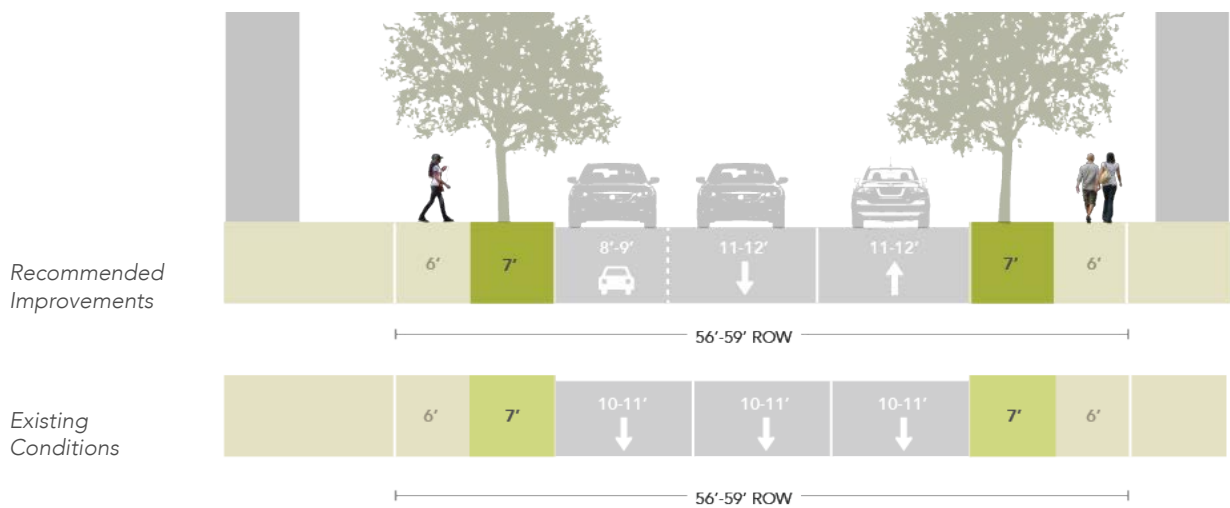 8'-9'
11-12'
11-12'
6'
7'
7'
6'
Recommended
Improvements
56'-59' ROW
10-11'
10-11'
10-11'
6'
7'
7'
6'
Existing
Conditions
56'-59' ROW